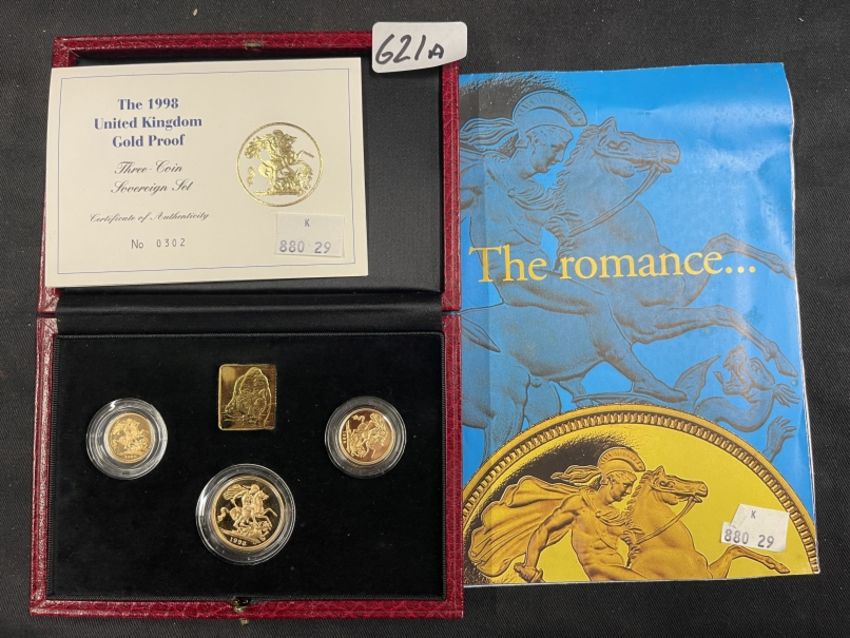 621A
The 1998
United Kingdom
Gold Proof
Three-Coin
Sovereign Set
Certificate of Authenticity
No 0302
K
880 29
The romance...
1998
K
880 29